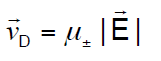 v⃗_D = μ_± | E⃗ |